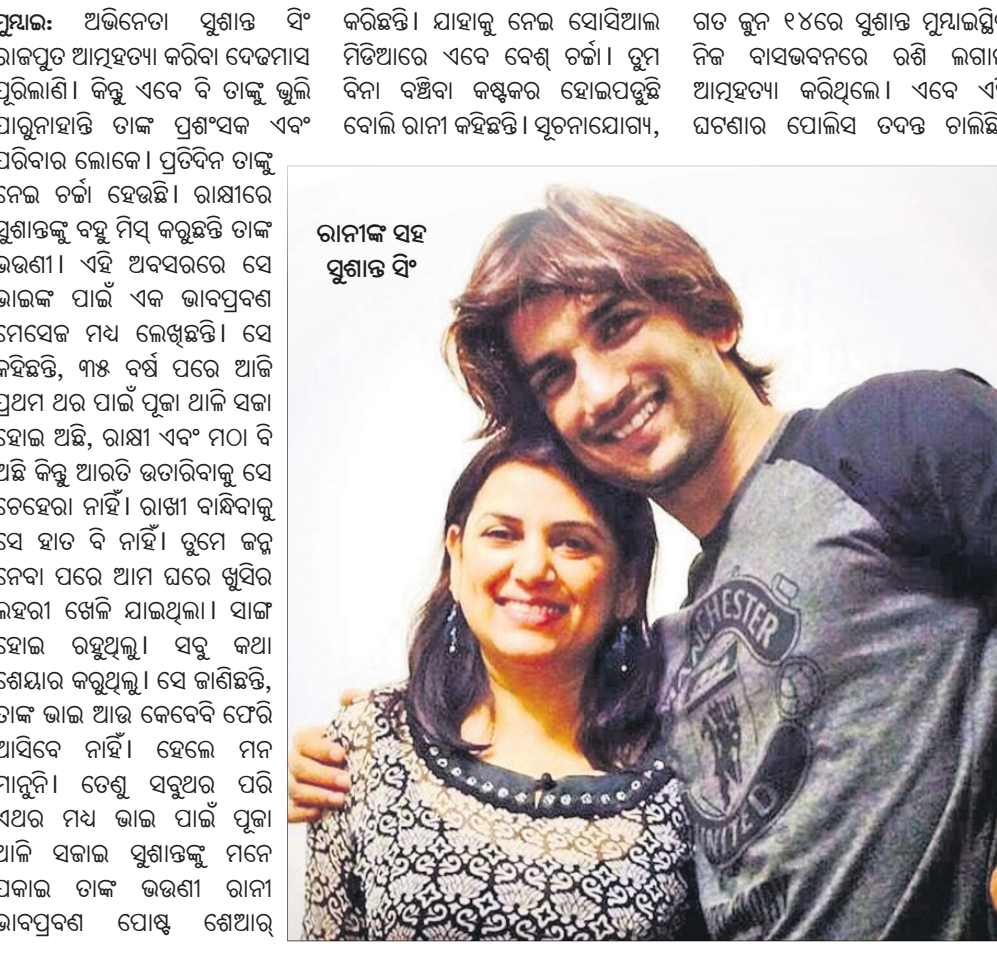 ମୁମ୍ବାଇ: ଅଭିନେତା ସୁଶାନ୍ତ ସିଂ
ରାଜପୁତ ଆତ୍ମହତ୍ୟା କରିବା ଦେଢମାସ
ପୂରିଲାଣି। କିନ୍ତୁ ଏବେ ବି ତାଙ୍କୁ ଭୁଲି
ପାରୁନାହାନ୍ତି ତାଙ୍କ ପ୍ରଶଂସକ ଏବଂ
ପରିବାର ଲୋକେ। ପ୍ରତିଦିନ ତାଙ୍କୁ
ନେଇ ଚର୍ଚ୍ଚା ହେଉଛି। ରାକ୍ଷୀରେ
ସୁଶାନ୍ତଙ୍କୁ ବହୁ ମିସ୍ କରୁଛନ୍ତି ତାଙ୍କ
ଭଉଣୀ। ଏହି ଅବସରରେ ସେ
ଭାଇଙ୍କ ପାଇଁ ଏକ ଭାବପ୍ରବଣ
ମେସେଜ ମଧ୍ୟ ଲେଖିଛନ୍ତି। ସେ
କହିଛନ୍ତି, ୩୫ ବର୍ଷ ପରେ ଆଜି
ପ୍ରଥମ ଥର ପାଇଁ ପୂଜା ଥାଳି ସଜା
ହୋଇ ଅଛି, ରାକ୍ଷୀ ଏବଂ ମଠା ବି
ଅଛି କିନ୍ତୁ ଆରତି ଉତାରିବାକୁ ସେ
ଚେହେରା ନାହିଁ। ରାଖୀ ବାନ୍ଧିବାକୁ
ସେ ହାତ ବି ନାହିଁ। ତୁମେ ଜନ୍ମ
ନେବା ପରେ ଆମ ଘରେ ଖୁସିର
ଲହରୀ ଖେଳି ଯାଇଥିଲା। ସାଙ୍ଗ
ହୋଇ ରହୁଥିଲୁ। ସବୁ କଥା
ଶେୟାର କରୁଥିଲୁ। ସେ ଜାଣିଛନ୍ତି,
ତାଙ୍କ ଭାଇ ଆଉ କେବେବି ଫେରି
ଆସିବେ ନାହିଁ। ହେଲେ ମନ
ମାନୁନି। ତେଣୁ ସବୁଥର ପରି
ଏଥର ମଧ୍ୟ ଭାଇ ପାଇଁ ପୂଜା
ଥାଳି ସଜାଇ ସୁଶାନ୍ତଙ୍କୁ ମନେ
ପକାଇ ତାଙ୍କ ଭଉଣୀ ରାନୀ
ଭାବପ୍ରବଣ ପୋଷ୍ଟ ଶେଆର୍
କରିଛନ୍ତି। ଯାହାକୁ ନେଇ ସୋସିଆଲ
ମିଡିଆରେ ଏବେ ବେଶ୍ ଚର୍ଚ୍ଚା। ତୁମ
ବିନା ବଞ୍ଚିବା କଷ୍ଟକର ହୋଇପଡୁଛି
ବୋଲି ରାନୀ କହିଛନ୍ତି। ସୂଚନାଯୋଗ୍ୟ,
ଗତ ଜୁନ ୧୪ରେ ସୁଶାନ୍ତ ମୁମ୍ବାଇସ୍ଥିତ
ନିଜ ବାସଭବନରେ ରଶି ଲଗାଇ
ଆତ୍ମହତ୍ୟା କରିଥିଲେ। ଏବେ ଏହି
ଘଟଣାର ପୋଲିସ ତଦନ୍ତ ଚାଲିଛି
ରାନୀଙ୍କ ସହ
ସୁଶାନ୍ତ ସିଂ
MANCHESTER
UNITED